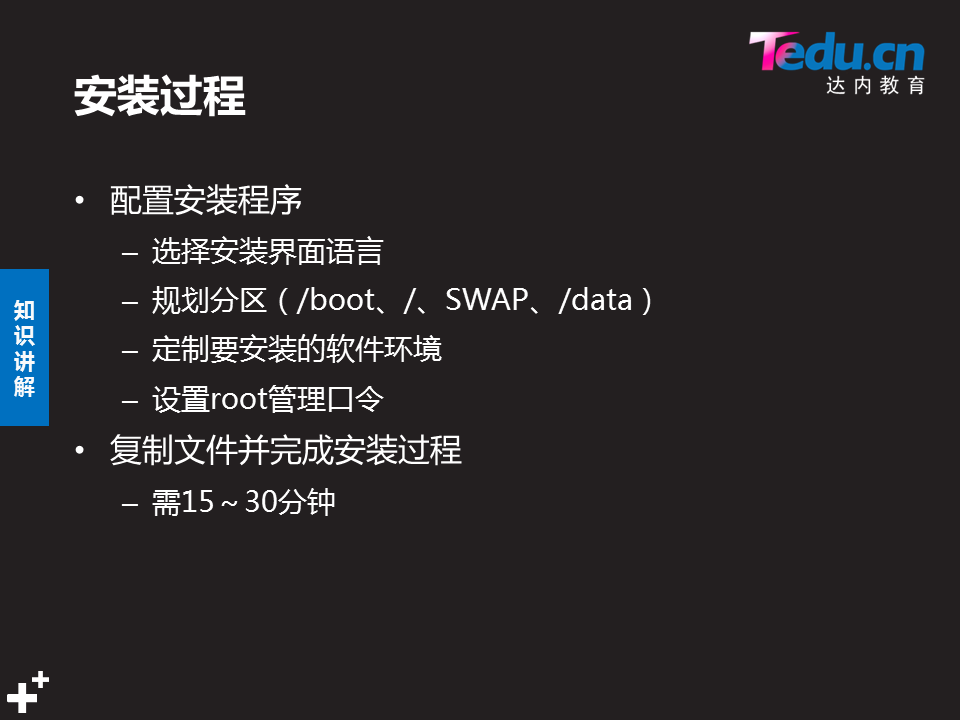 Tedu.cn
达内教育
安装过程
• 配置安装程序
– 选择安装界面语言
– 规划分区（/boot、/、SWAP、/data）
– 定制要安装的软件环境
– 设置root管理口令
• 复制文件并完成安装过程
– 需15～30分钟
知识讲解